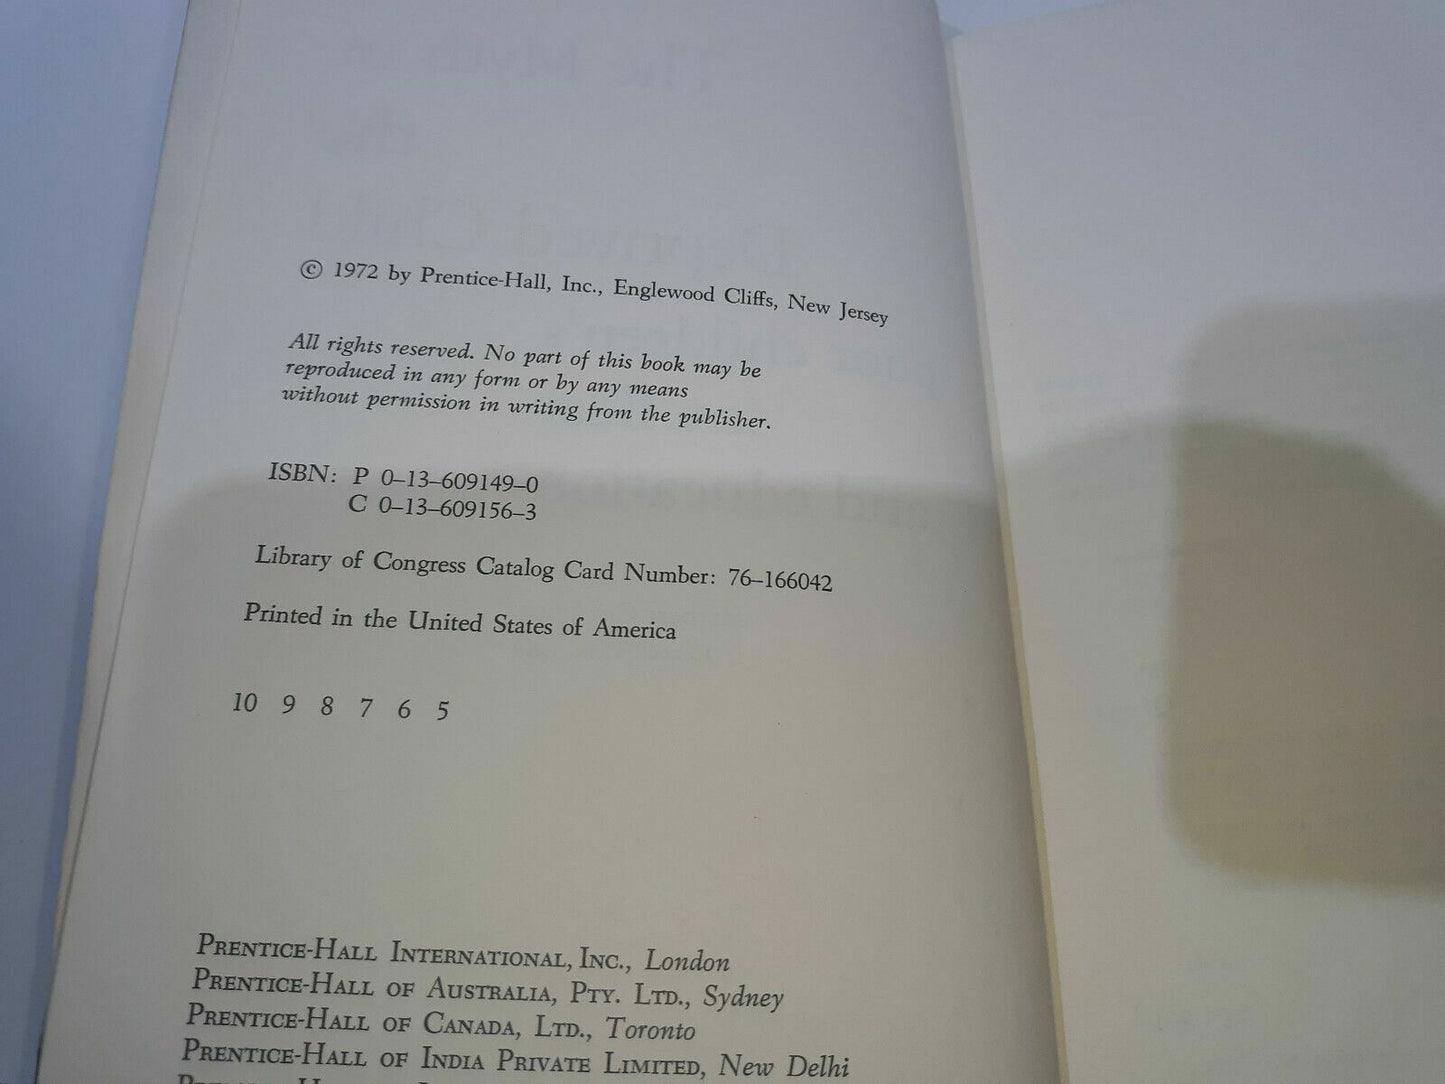 © 1972 by Prentice-Hall, Inc., Englewood Cliffs, New Jersey
All rights reserved. No part of this book may be
reproduced in any form or by any means
without permission in writing from the publisher.
ISBN: P 0–13–609149–0
C 0–13–609156–3
Library of Congress Catalog Card Number: 76–166042
Printed in the United States of America
10 9 8 7 6 5
PRENTICE-HALL INTERNATIONAL, INC., London
PRENTICE-HALL OF AUSTRALIA, PTY. LTD., Sydney
PRENTICE-HALL OF CANADA, LTD., Toronto
PRENTICE-HALL OF INDIA PRIVATE LIMITED, New Delhi